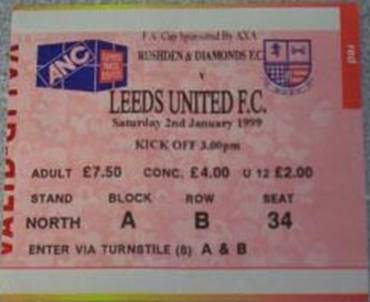 F.A. Cup Sponsored By AXA
RUSHDEN & DIAMONDS F.C.
v
LEEDS UNITED F.C.
Saturday 2nd January 1999
KICK OFF 3.00pm
ANC
red
ADULT £7.50 CONC. £4.00 U 12 £2.00
STAND BLOCK ROW SEAT
NORTH A B 34
ENTER VIA TURNSTILE (S) A & B